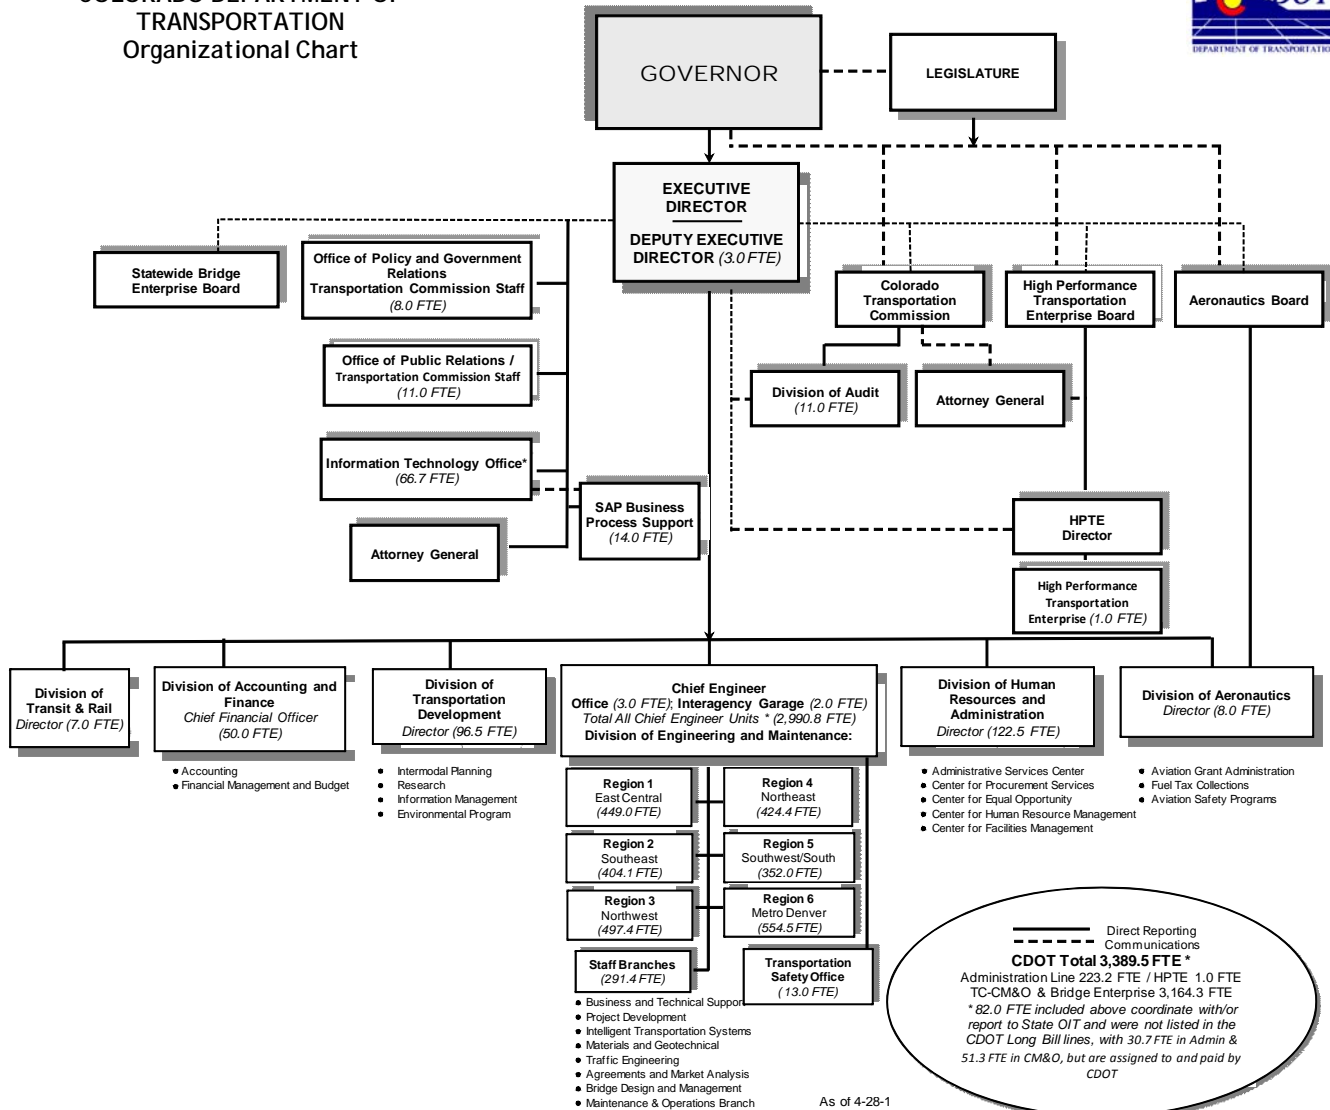 TRANSPORTATION
Organizational Chart
DEPARTMENT OF TRANSPORTATION
GOVERNOR
LEGISLATURE
EXECUTIVE
DIRECTOR
DEPUTY EXECUTIVE
DIRECTOR (3.0 FTE)
Statewide Bridge
Enterprise Board
Office of Policy and Government
Relations
Transportation Commission Staff
(8.0 FTE)
Office of Public Relations /
Transportation Commission Staff
(11.0 FTE)
Information Technology Office*
(66.7 FTE)
SAP Business
Process Support
(14.0 FTE)
Attorney General
Colorado
Transportation
Commission
High Performance
Transportation
Enterprise Board
Aeronautics Board
Division of Audit
(11.0 FTE)
Attorney General
HPTE
Director
High Performance
Transportation
Enterprise (1.0 FTE)
Division of
Transit & Rail
Director (7.0 FTE)
Division of Accounting and
Finance
Chief Financial Officer
(50.0 FTE)
• Accounting
• Financial Management and Budget
Division of
Transportation
Development
Director (96.5 FTE)
• Intermodal Planning
• Research
• Information Management
• Environmental Program
Chief Engineer
Office (3.0 FTE); Interagency Garage (2.0 FTE)
Total All Chief Engineer Units * (2,990.8 FTE)
Division of Engineering and Maintenance:
Division of Human
Resources and
Administration
Director (122.5 FTE)
• Administrative Services Center
• Center for Procurement Services
• Center for Equal Opportunity
• Center for Human Resource Management
• Center for Facilities Management
Division of Aeronautics
Director (8.0 FTE)
• Aviation Grant Administration
• Fuel Tax Collections
• Aviation Safety Programs
Region 1
East Central
(449.0 FTE)
Region 4
Northeast
(424.4 FTE)
Region 2
Southeast
(404.1 FTE)
Region 5
Southwest/South
(352.0 FTE)
Region 3
Northwest
(497.4 FTE)
Region 6
Metro Denver
(554.5 FTE)
Staff Branches
(291.4 FTE)
Transportation
Safety Office
(13.0 FTE)
• Business and Technical Support
• Project Development
• Intelligent Transportation Systems
• Materials and Geotechnical
• Traffic Engineering
• Agreements and Market Analysis
• Bridge Design and Management
• Maintenance & Operations Branch
As of 4-28-1
Direct Reporting
Communications
CDOT Total 3,389.5 FTE *
Administration Line 223.2 FTE / HPTE 1.0 FTE
TC-CM&O & Bridge Enterprise 3,164.3 FTE
* 82.0 FTE included above coordinate with/or
report to State OIT and were not listed in the
CDOT Long Bill lines, with 30.7 FTE in Admin &
51.3 FTE in CM&O, but are assigned to and paid by
CDOT